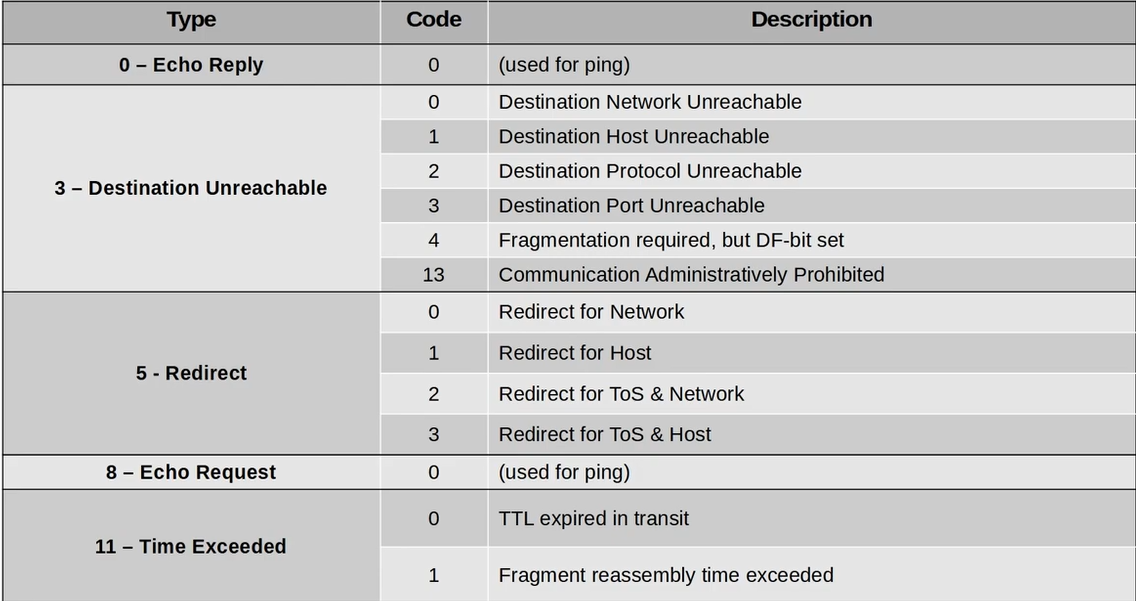 Type Code Description
0 – Echo Reply 0 (used for ping)
3 – Destination Unreachable
0 Destination Network Unreachable
1 Destination Host Unreachable
2 Destination Protocol Unreachable
3 Destination Port Unreachable
4 Fragmentation required, but DF-bit set
13 Communication Administratively Prohibited
5 - Redirect
0 Redirect for Network
1 Redirect for Host
2 Redirect for ToS & Network
3 Redirect for ToS & Host
8 – Echo Request 0 (used for ping)
11 – Time Exceeded
0 TTL expired in transit
1 Fragment reassembly time exceeded